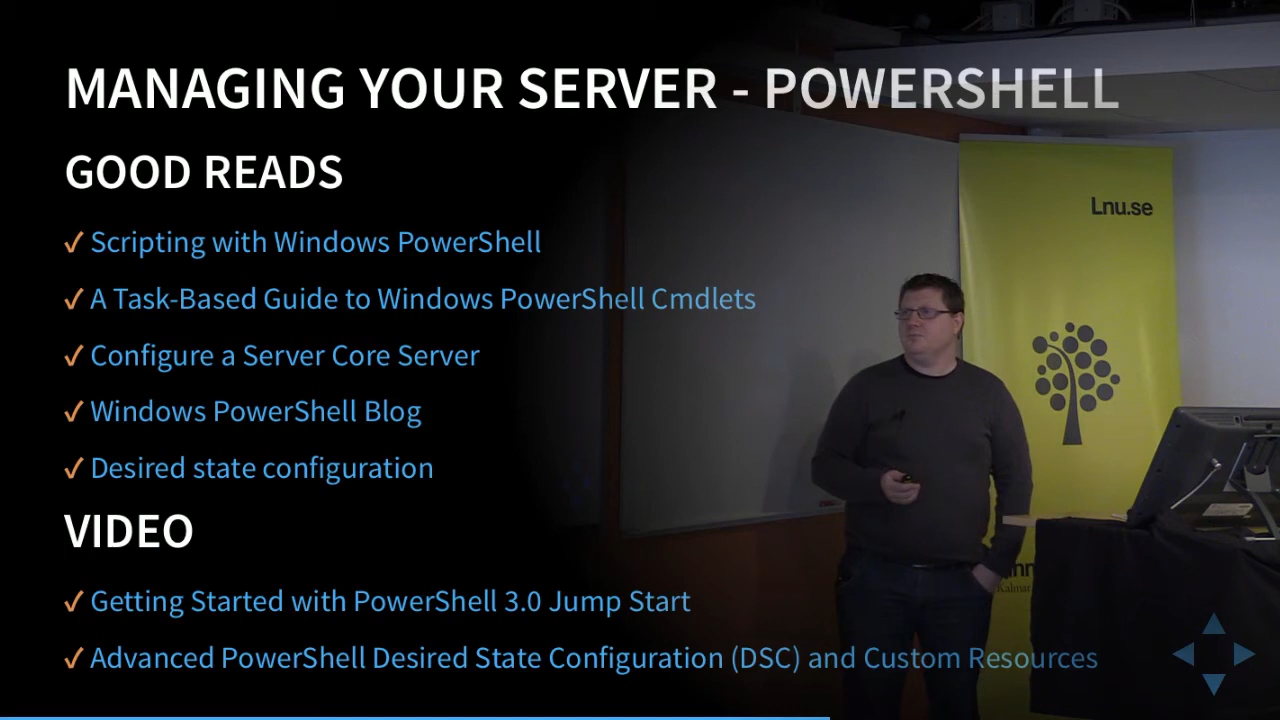 MANAGING YOUR SERVER - POWERSHELL
GOOD READS
✓ Scripting with Windows PowerShell
✓ A Task-Based Guide to Windows PowerShell Cmdlets
✓ Configure a Server Core Server
✓ Windows PowerShell Blog
✓ Desired state configuration
VIDEO
✓ Getting Started with PowerShell 3.0 Jump Start
✓ Advanced PowerShell Desired State Configuration (DSC) and Custom Resources
Lnu.se